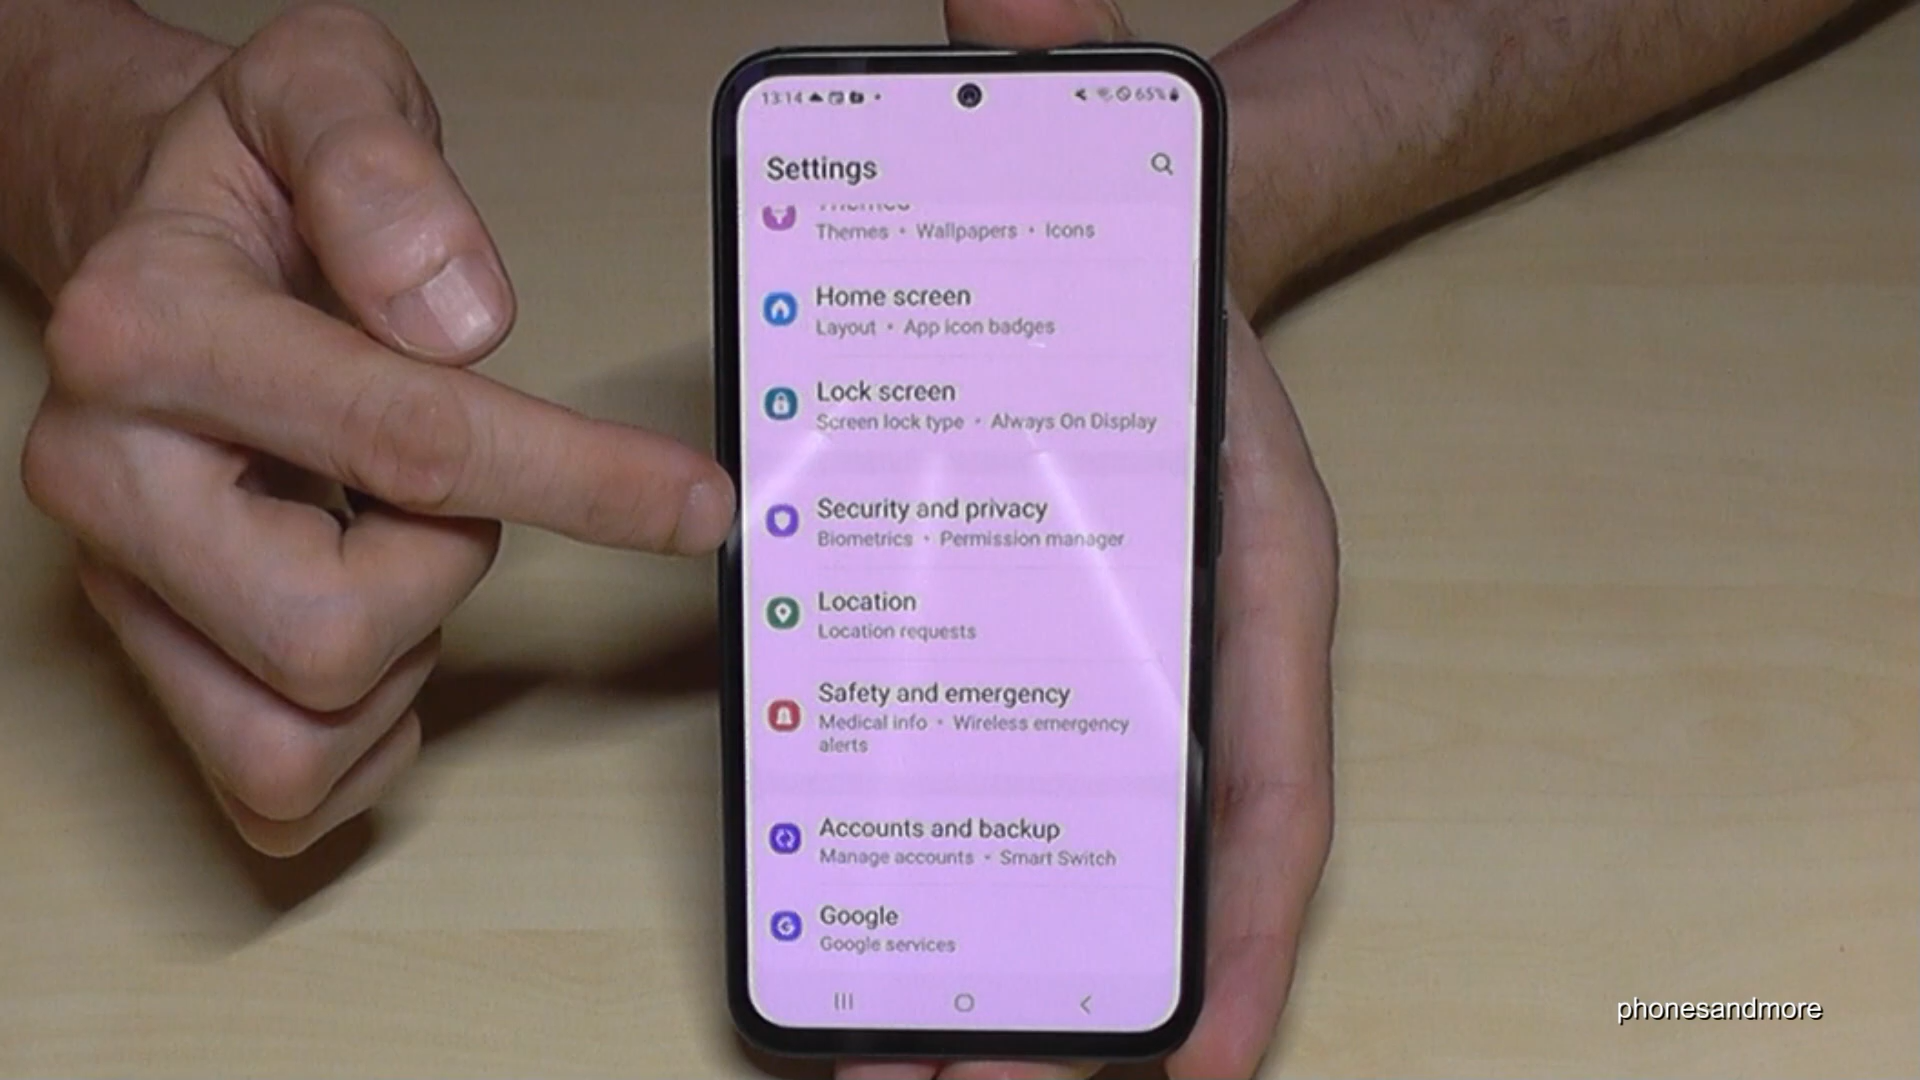 13:14
65%
Settings
Themes • Wallpapers • Icons
Home screen
Layout • App icon badges
Lock screen
Screen lock type • Always On Display
Security and privacy
Biometrics • Permission manager
Location
Location requests
Safety and emergency
Medical info • Wireless emergency
alerts
Accounts and backup
Manage accounts • Smart Switch
Google
Google services
phonesandmore